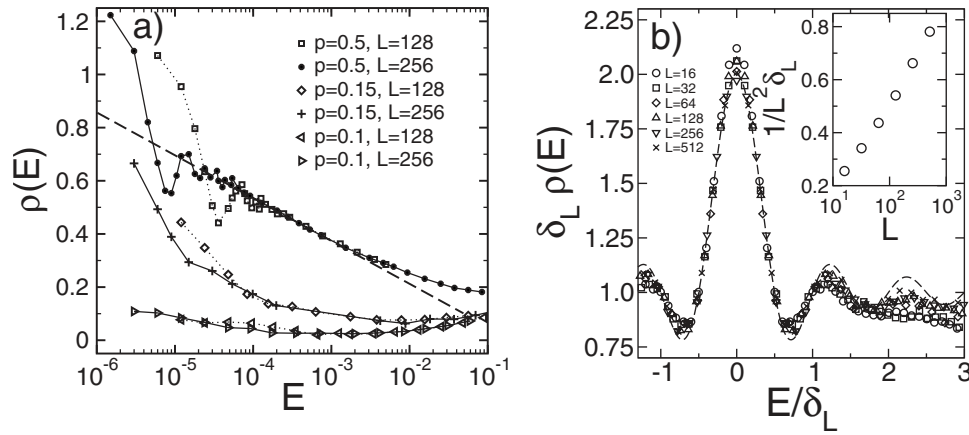 a)
1.2
1
0.8
0.6
0.4
0.2
0
ρ(E)
p=0.5, L=128
p=0.5, L=256
p=0.15, L=128
p=0.15, L=256
p=0.1, L=128
p=0.1, L=256
10^-6 10^-5 10^-4 10^-3 10^-2 10^-1
E
b)
2.25
2.0
1.75
1.5
1.25
1.0
0.75
δ_L ρ(E)
L=16
L=32
L=64
L=128
L=256
L=512
0.8
0.6
0.4
0.2
1/L^2 δ_L
10^1 10^2 10^3
L
-1 0 1 2 3
E/δ_L